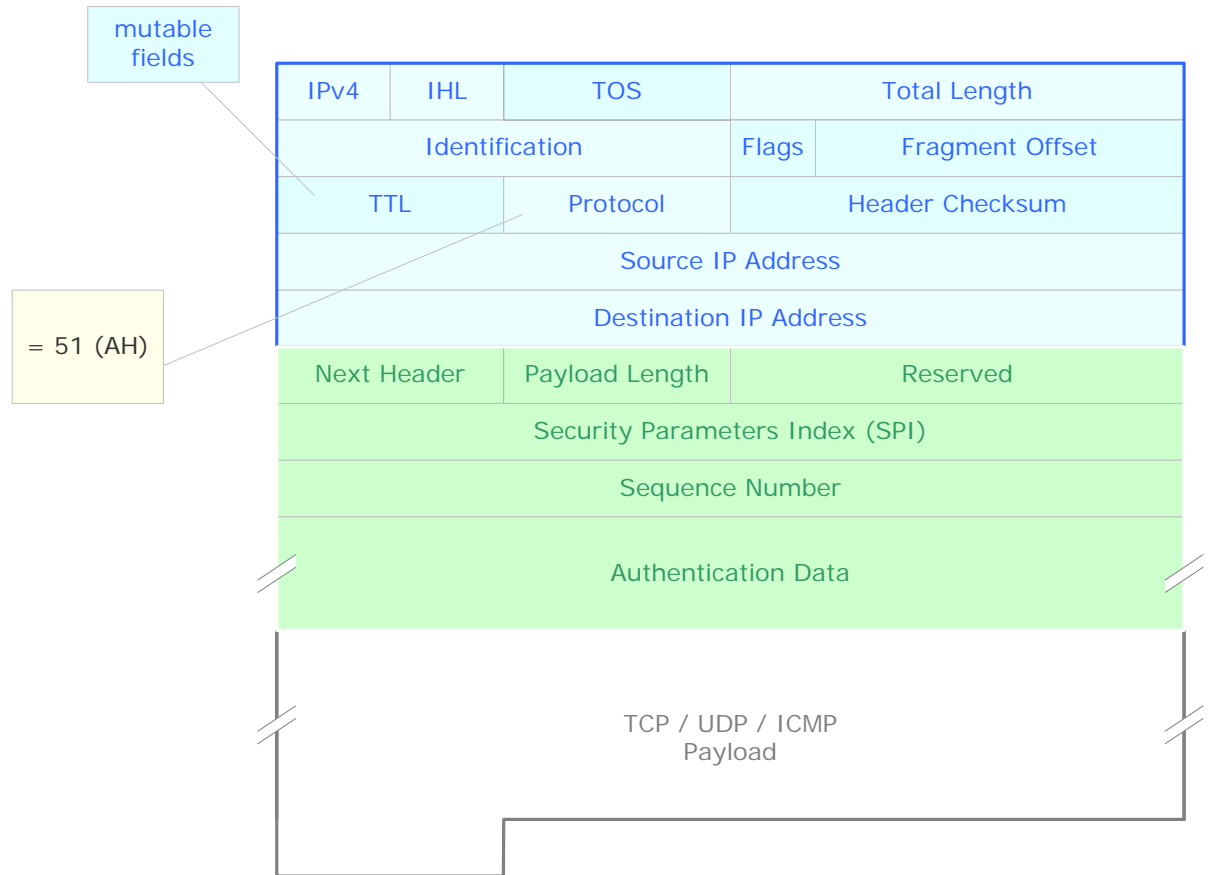 mutable
fields
IPv4 IHL TOS Total Length
Identification Flags Fragment Offset
TTL Protocol Header Checksum
Source IP Address
Destination IP Address
= 51 (AH)
Next Header Payload Length Reserved
Security Parameters Index (SPI)
Sequence Number
Authentication Data
TCP / UDP / ICMP
Payload